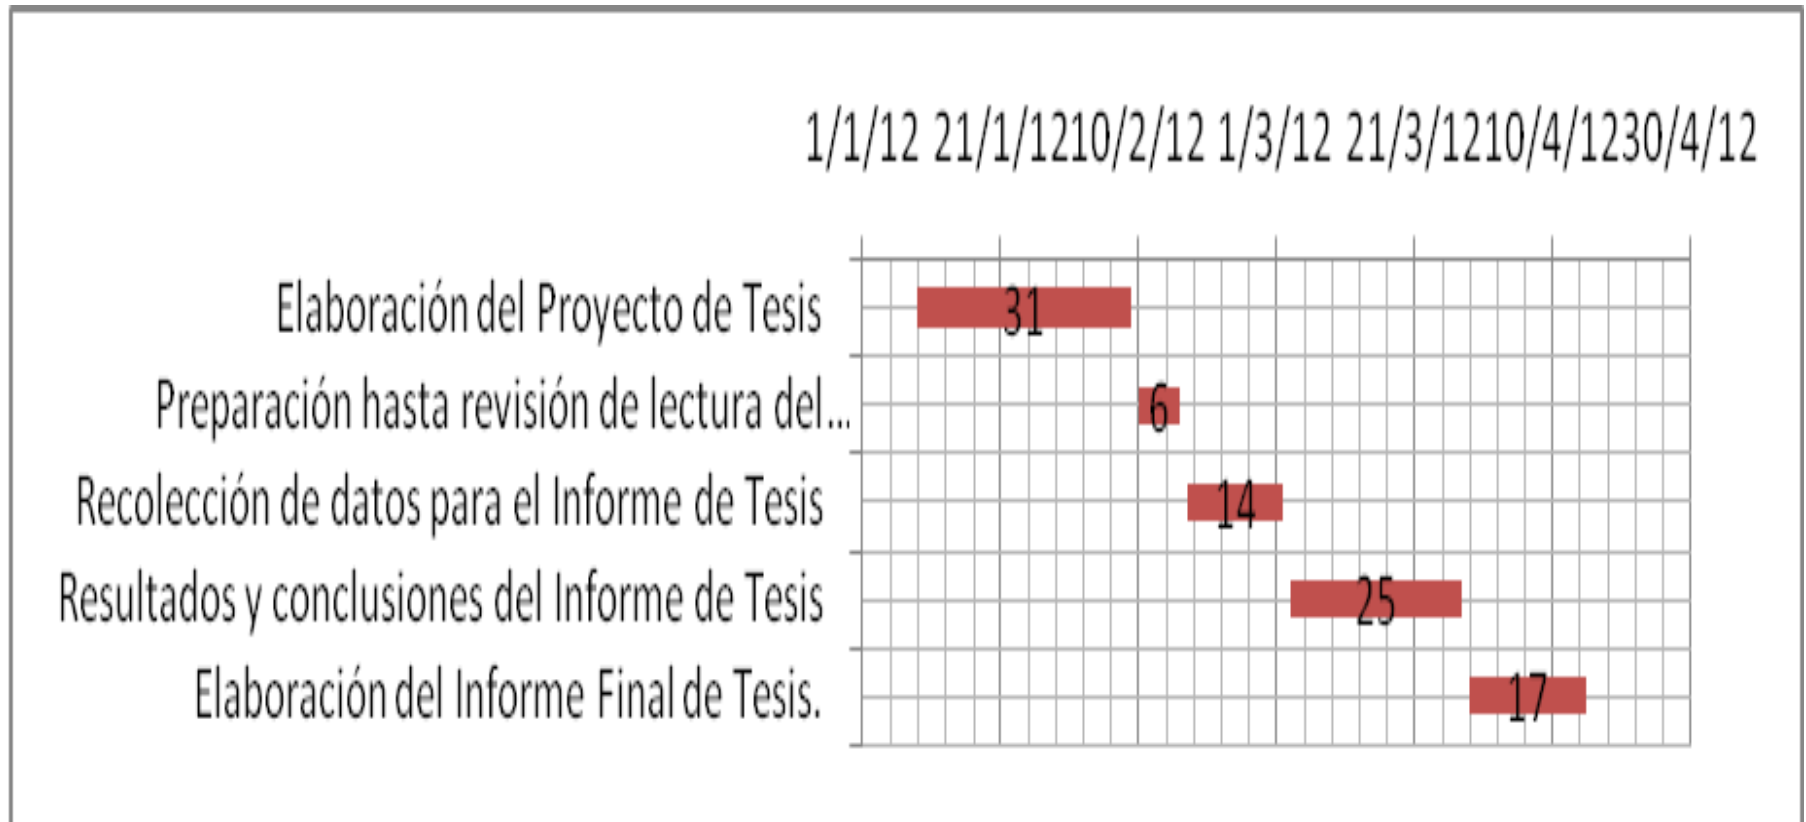 1/1/12 21/1/1210/2/12 1/3/12 21/3/1210/4/1230/4/12
Elaboración del Proyecto de Tesis
31
Preparación hasta revisión de lectura del...
6
Recolección de datos para el Informe de Tesis
14
Resultados y conclusiones del Informe de Tesis
25
Elaboración del Informe Final de Tesis.
17